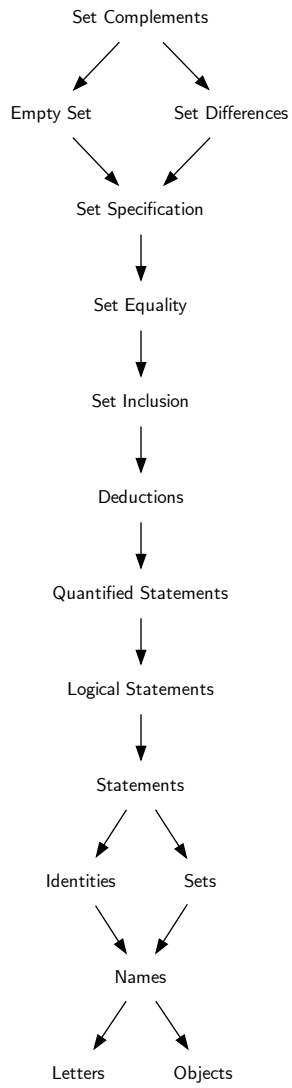 Set Complements
Empty Set
Set Differences
Set Specification
Set Equality
Set Inclusion
Deductions
Quantified Statements
Logical Statements
Statements
Identities
Sets
Names
Letters
Objects